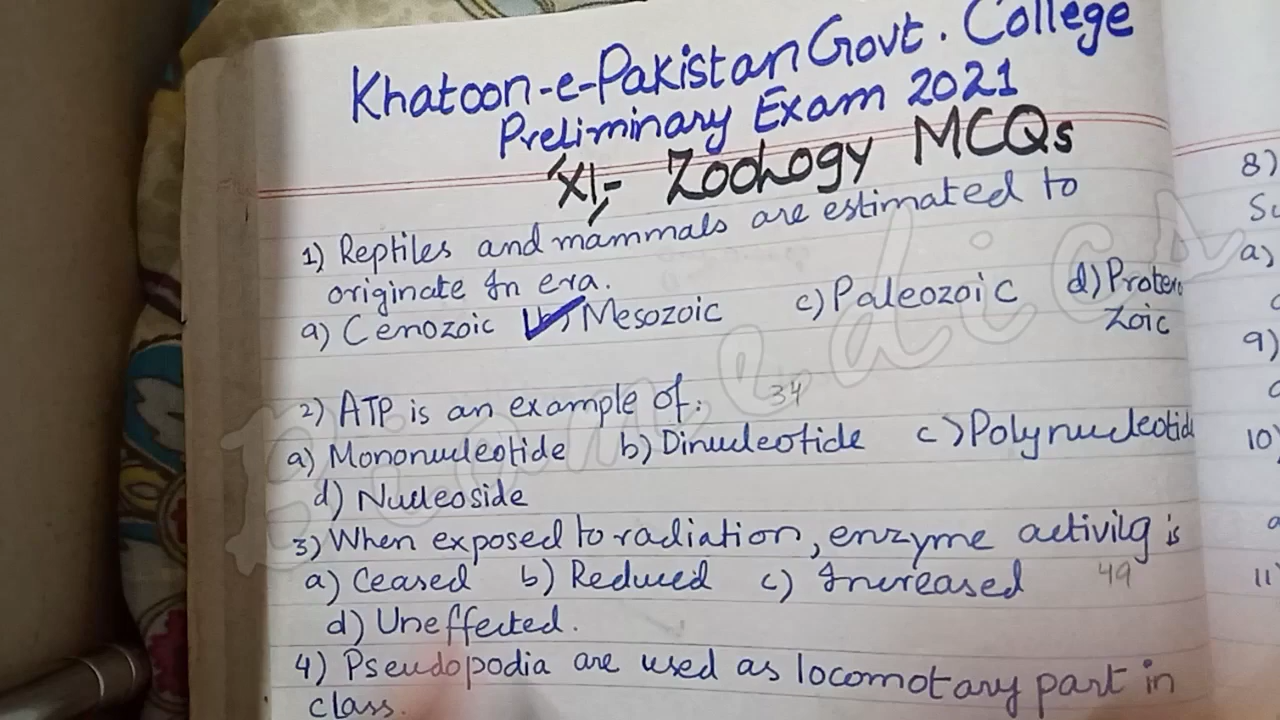 Khatoon-e-Pakistan Govt. College
Preliminary Exam 2021
XI,- Zoology MCQs
1) Reptiles and mammals are estimated to
originate In era.
a) Cenozoic b) Mesozoic c) Paleozoic d) Protero
zoic
2) ATP is an example of: 34
a) Mononucleotide b) Dinucleotide c) Polynucleotide
d) Nucleoside
3) When exposed to radiation, enzyme activity is
a) Ceased b) Reduced c) Increased 49
d) Uneffected.
4) Pseudopodia are used as locomotary part in
class.
8)
a)
9)
10)
11)